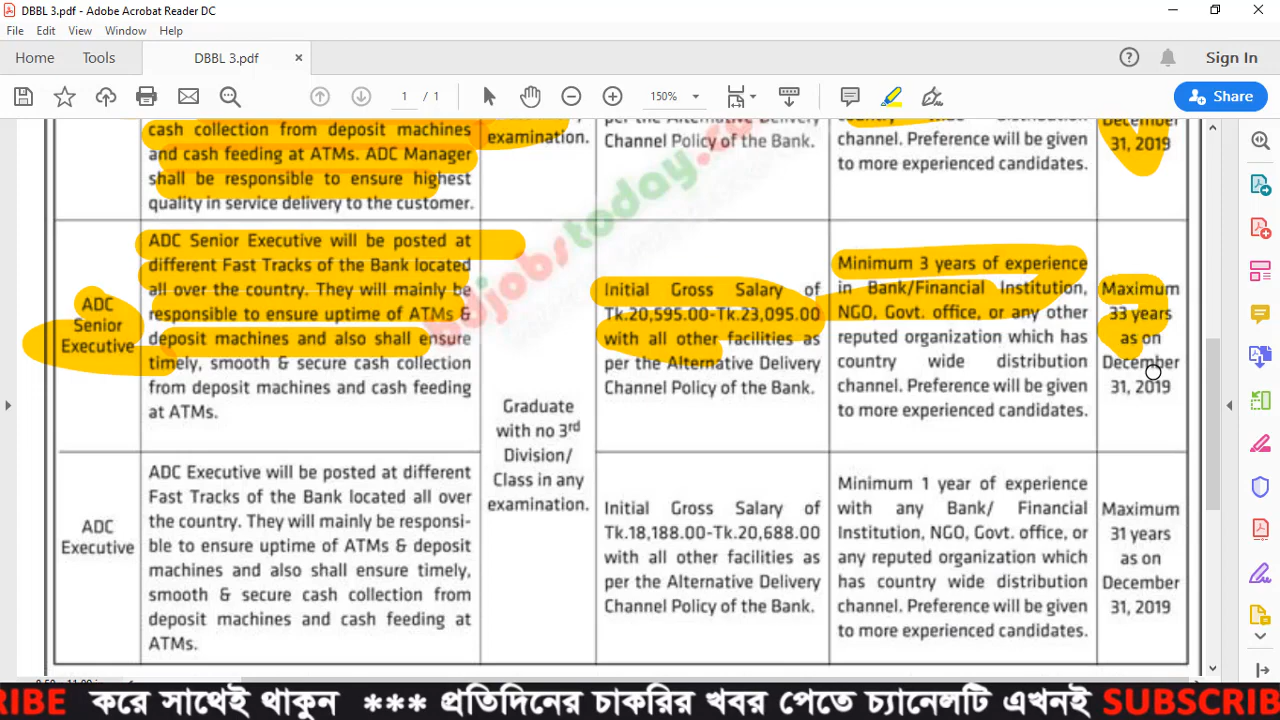 DBBL 3.pdf - Adobe Acrobat Reader DC
File Edit View Window Help
Home Tools DBBL 3.pdf × Sign In
1 / 1 150% Share
cash collection from deposit machines
and cash feeding at ATMs. ADC Manager
shall be responsible to ensure highest
quality in service delivery to the customer.
examination.
Channel Policy of the Bank.
channel. Preference will be given
to more experienced candidates.
December
31, 2019
bdjobstoday.co
ADC
Senior
Executive
ADC Senior Executive will be posted at
different Fast Tracks of the Bank located
all over the country. They will mainly be
responsible to ensure uptime of ATMs &
deposit machines and also shall ensure
timely, smooth & secure cash collection
from deposit machines and cash feeding
at ATMs.
Graduate
with no 3rd
Division/
Class in any
examination.
Initial Gross Salary of
Tk.20,595.00-Tk.23,095.00
with all other facilities as
per the Alternative Delivery
Channel Policy of the Bank.
Minimum 3 years of experience
in Bank/Financial Institution,
NGO, Govt. office, or any other
reputed organization which has
country wide distribution
channel. Preference will be given
to more experienced candidates.
Maximum
33 years
as on
December
31, 2019
ADC
Executive
ADC Executive will be posted at different
Fast Tracks of the Bank located all over
the country. They will mainly be responsi-
ble to ensure uptime of ATMs & deposit
machines and also shall ensure timely,
smooth & secure cash collection from
deposit machines and cash feeding at
ATMs.
Initial Gross Salary of
Tk.18,188.00-Tk.20,688.00
with all other facilities as
per the Alternative Delivery
Channel Policy of the Bank.
Minimum 1 year of experience
with any Bank/ Financial
Institution, NGO, Govt. office, or
any reputed organization which
has country wide distribution
channel. Preference will be given
to more experienced candidates.
Maximum
31 years
as on
December
31, 2019
RIBE করে সাথেই থাকুন *** প্রতিদিনের চাকরির খবর পেতে চ্যানেলটি এখনই SUBSCRIB